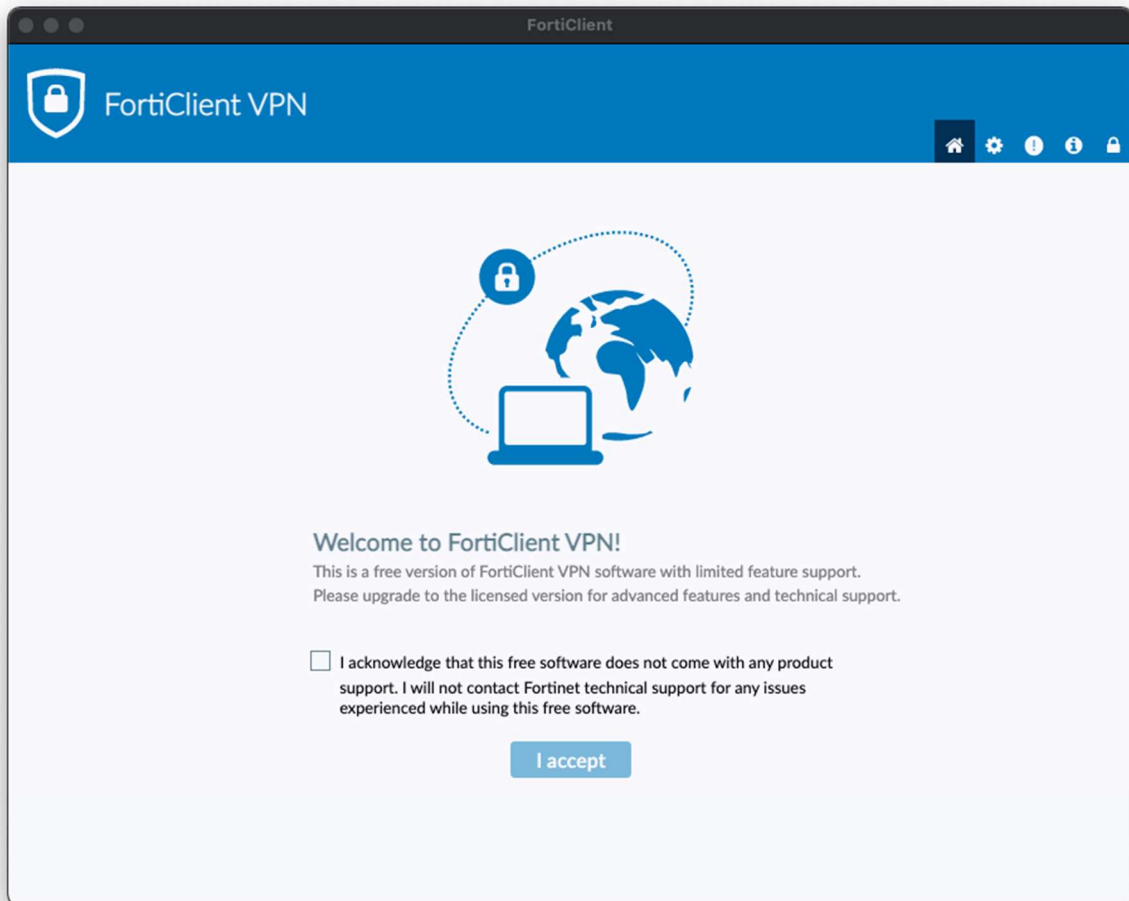 FortiClient
FortiClient VPN
Welcome to FortiClient VPN!
This is a free version of FortiClient VPN software with limited feature support.
Please upgrade to the licensed version for advanced features and technical support.
I acknowledge that this free software does not come with any product
support. I will not contact Fortinet technical support for any issues
experienced while using this free software.
I accept